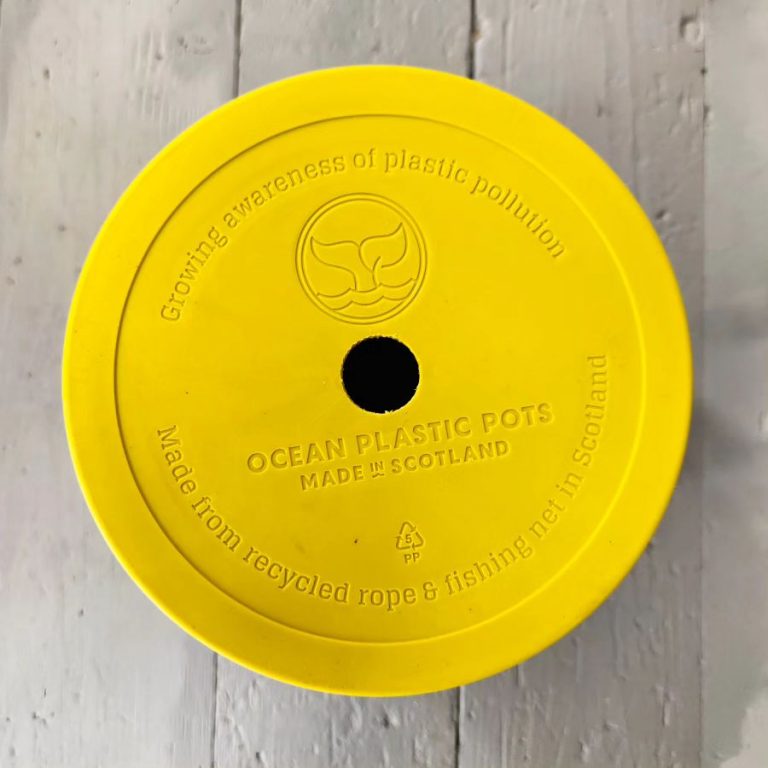 Growing awareness of plastic pollution
OCEAN PLASTIC POTS
MADE IN SCOTLAND
5
PP
Made from recycled rope & fishing net in Scotland